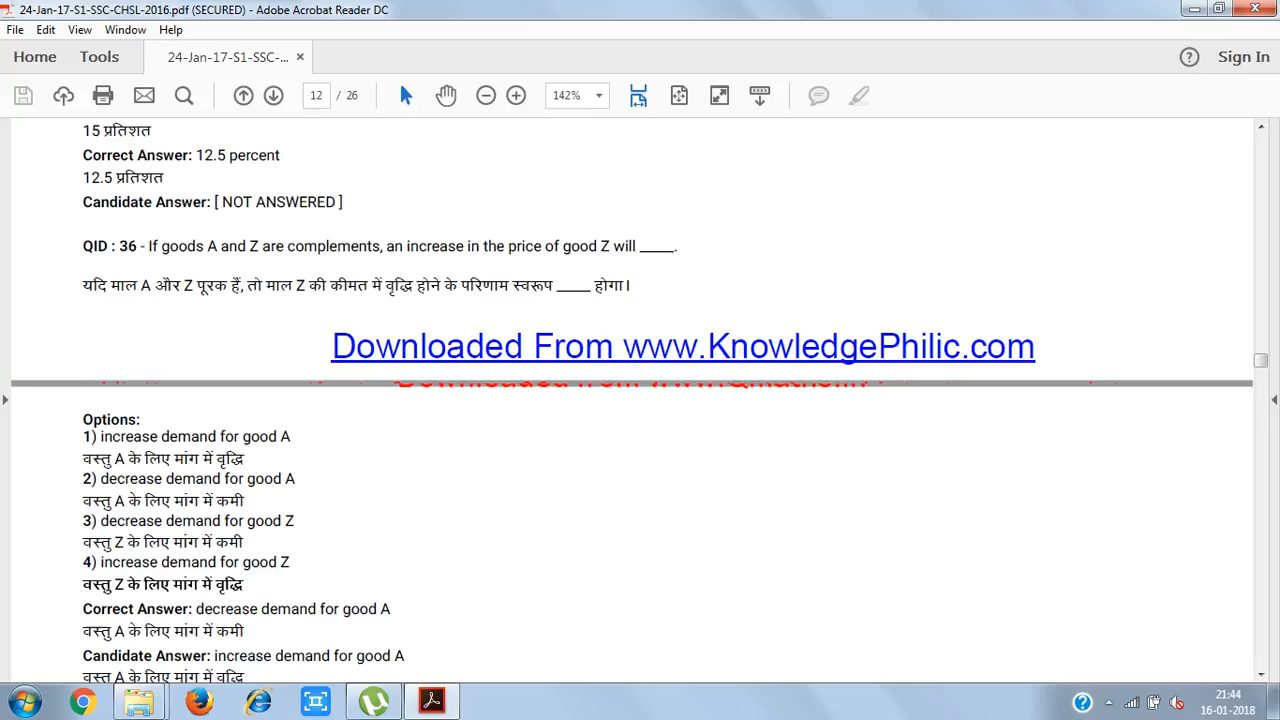 24-Jan-17-S1-SSC-CHSL-2016.pdf (SECURED) - Adobe Acrobat Reader DC
File Edit View Window Help
Home Tools 24-Jan-17-S1-SSC-... × ? Sign In
12 / 26 142%
15 प्रतिशत
Correct Answer: 12.5 percent
12.5 प्रतिशत
Candidate Answer: [ NOT ANSWERED ]
QID : 36 - If goods A and Z are complements, an increase in the price of good Z will _____.
यदि माल A और Z पूरक हैं, तो माल Z की कीमत में वृद्धि होने के परिणाम स्वरूप _____ होगा।
Downloaded From www.KnowledgePhilic.com
Options:
1) increase demand for good A
वस्तु A के लिए मांग में वृद्धि
2) decrease demand for good A
वस्तु A के लिए मांग में कमी
3) decrease demand for good Z
वस्तु Z के लिए मांग में कमी
4) increase demand for good Z
वस्तु Z के लिए मांग में वृद्धि
Correct Answer: decrease demand for good A
वस्तु A के लिए मांग में कमी
Candidate Answer: increase demand for good A
वस्तु A के लिए मांग में वृद्धि
21:44
16-01-2018